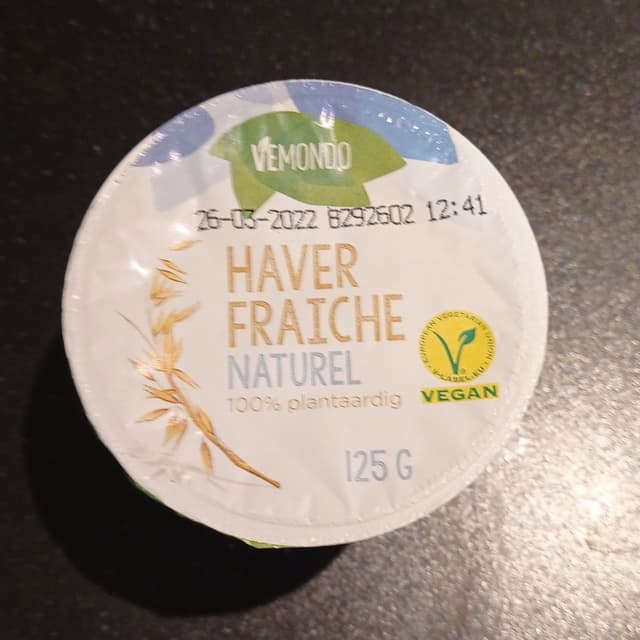 VEMONDO
26-03-2022 B292602 12:41
HAVER
FRAICHE
NATUREL
100% plantaardig
VEGAN
125 G